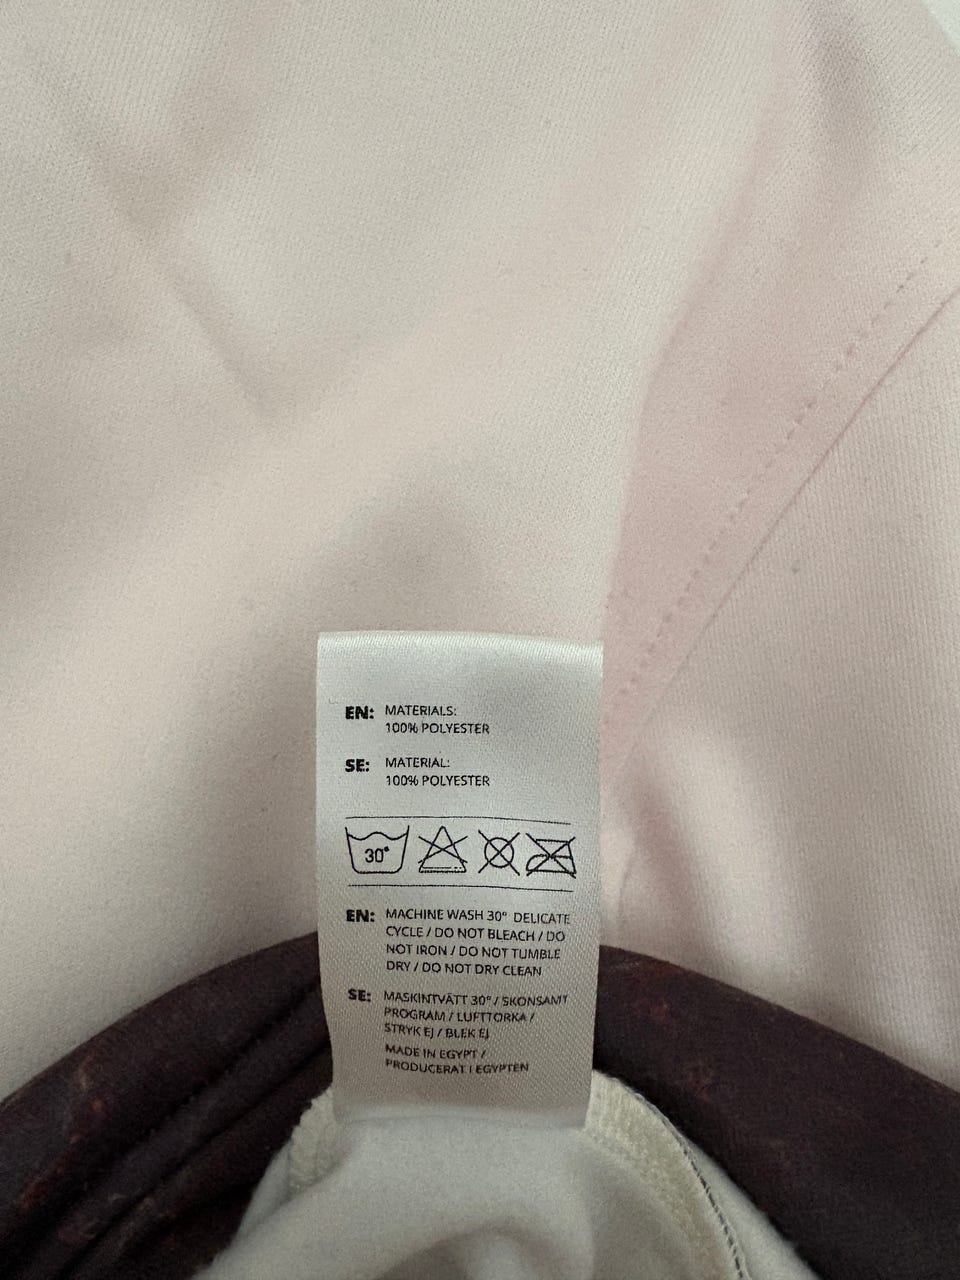 EN: MATERIALS:
100% POLYESTER
SE: MATERIAL:
100% POLYESTER
30°
EN: MACHINE WASH 30° DELICATE
CYCLE / DO NOT BLEACH / DO
NOT IRON / DO NOT TUMBLE
DRY / DO NOT DRY CLEAN
SE: MASKINTVÄTT 30° / SKONSAMT
PROGRAM / LUFTTORKA /
STRYK EJ / BLEK EJ
MADE IN EGYPT /
PRODUCERAT I EGYPTEN